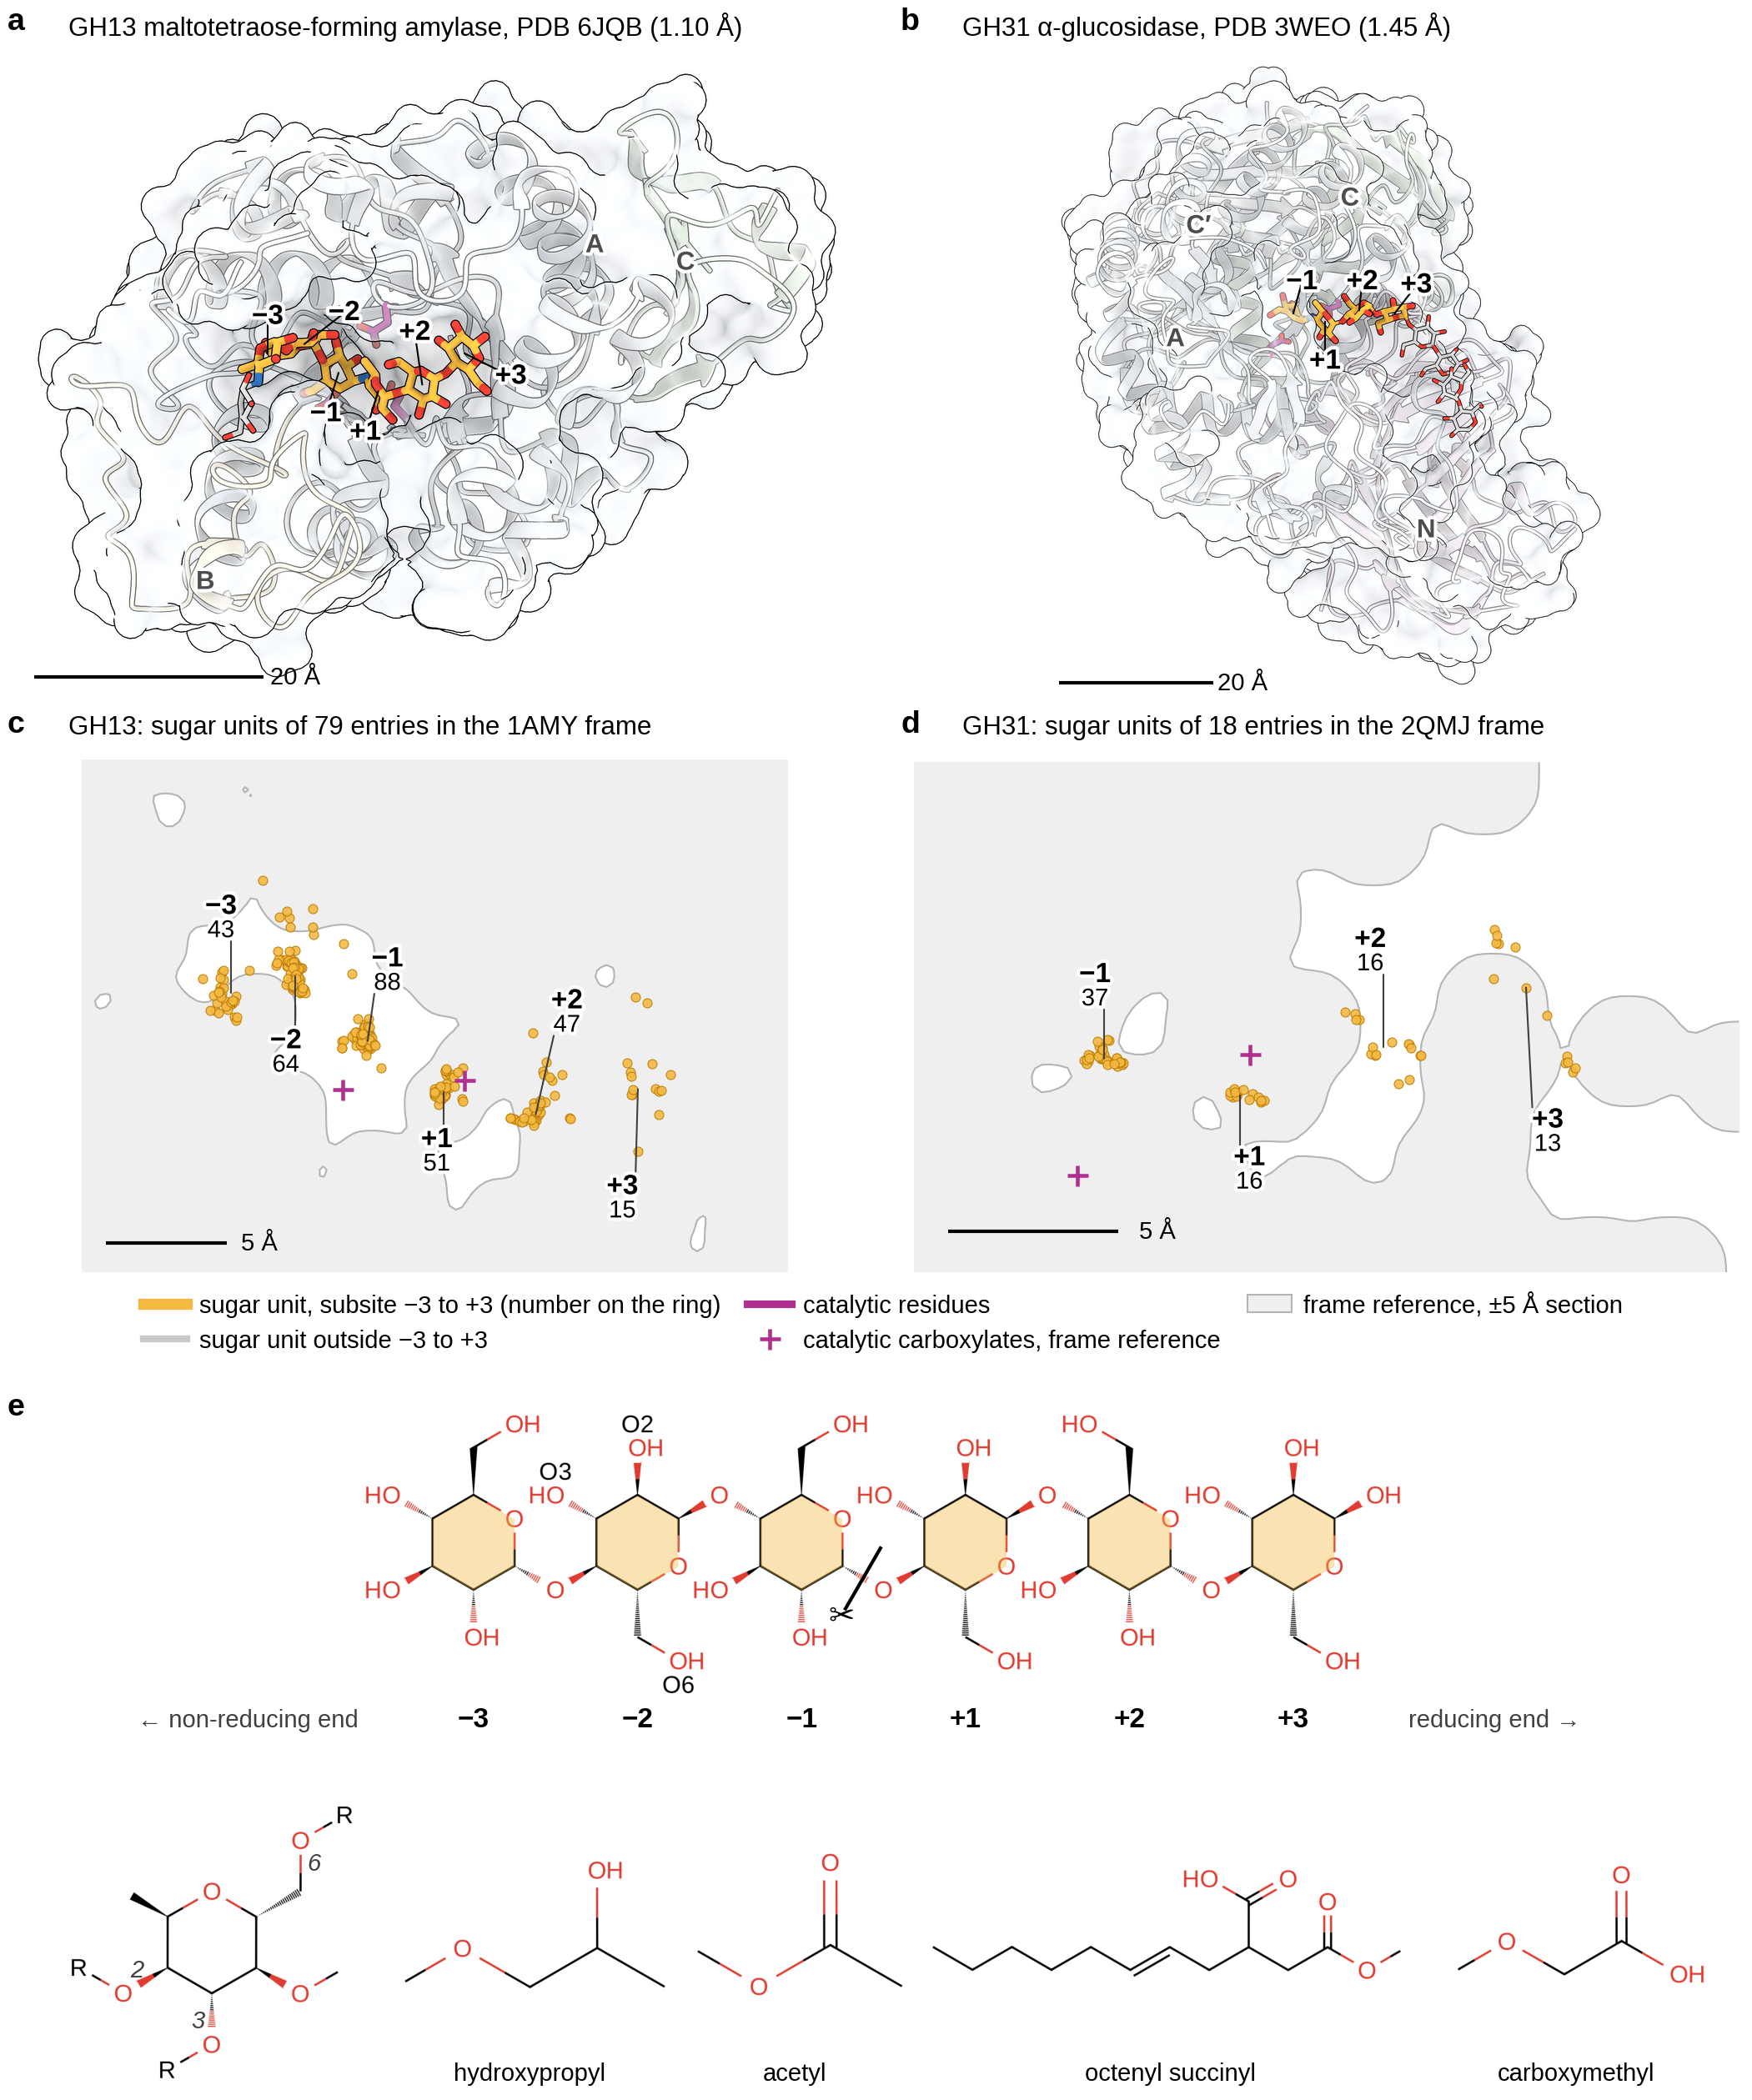 a GH13 maltotetraose-forming amylase, PDB 6JQB (1.10 Å)
b GH31 α-glucosidase, PDB 3WEO (1.45 Å)
A
C
−3
−2
+2
+3
−1
+1
B
20 Å
C
C′
−1
+2
+3
A
+1
N
20 Å
c GH13: sugar units of 79 entries in the 1AMY frame
−3
43
−1
88
+2
47
−2
64
+1
51
+3
15
5 Å
d GH31: sugar units of 18 entries in the 2QMJ frame
+2
16
−1
37
+3
13
+1
16
5 Å
sugar unit, subsite −3 to +3 (number on the ring)
catalytic residues
frame reference, ±5 Å section
sugar unit outside −3 to +3
catalytic carboxylates, frame reference
e
OH O2 OH HO
OH OH OH
O3
HO HO O HO O HO OH
O O O
O O O
HO O HO O HO O
OH OH OH
OH OH OH
O6
← non-reducing end −3 −2 −1 +1 +2 +3 reducing end →
R
O
6
O
R
2
O
O
3
O
R
OH
O
hydroxypropyl
O
O
acetyl
HO
O
O
O
octenyl succinyl
O
O
OH
carboxymethyl